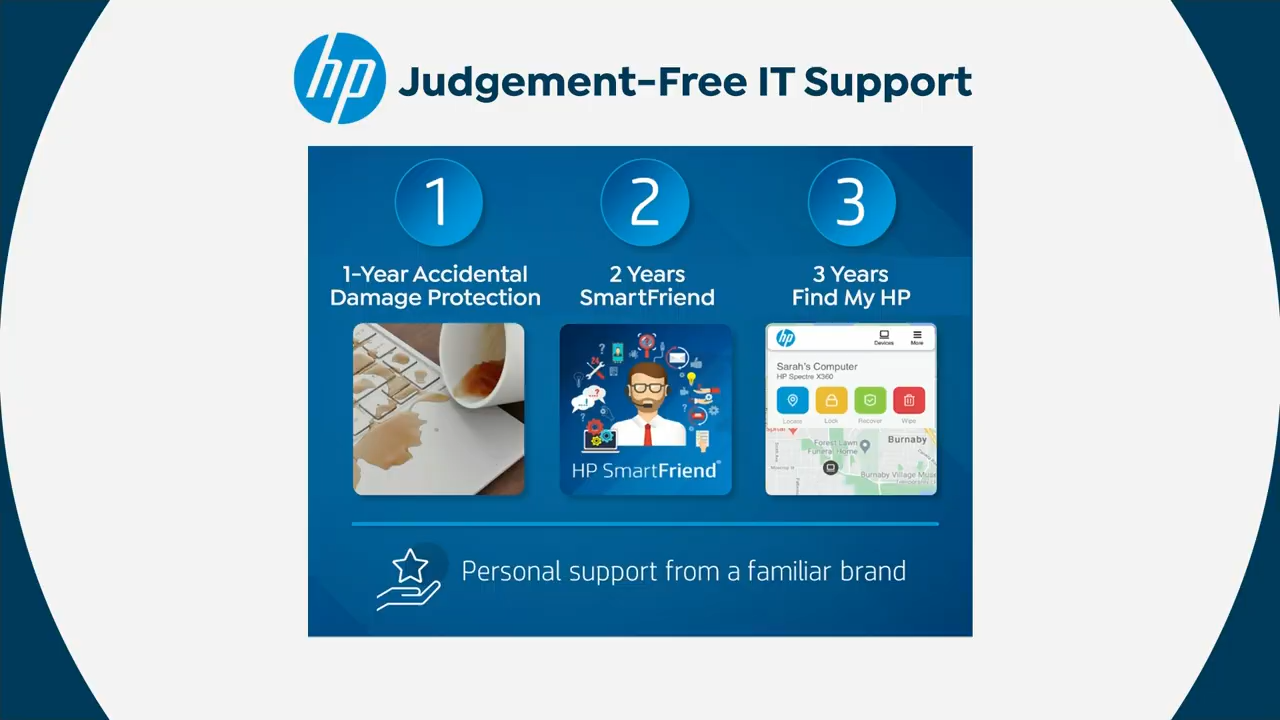 hp Judgement-Free IT Support
1
2
3
1-Year Accidental
Damage Protection
2 Years
SmartFriend
3 Years
Find My HP
HP SmartFriend
hp
Devices
More
Sarah's Computer
HP Spectre X360
Locate
Lock
Recover
Wipe
Forest Lawn
Funeral Home
Burnaby
Burnaby Village Muse
Personal support from a familiar brand